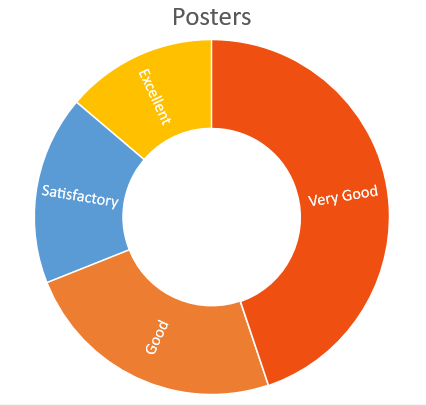 Posters
Excellent
Very Good
Satisfactory
Good